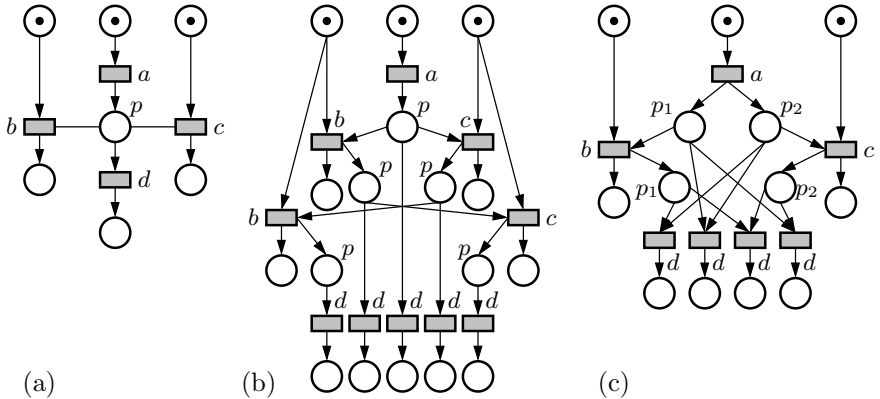 a a a
p p p₁ p₂
b c b c
b c
d p p p₁ p₂
b c
p p
d d d d
d d d d d
(a) (b) (c)